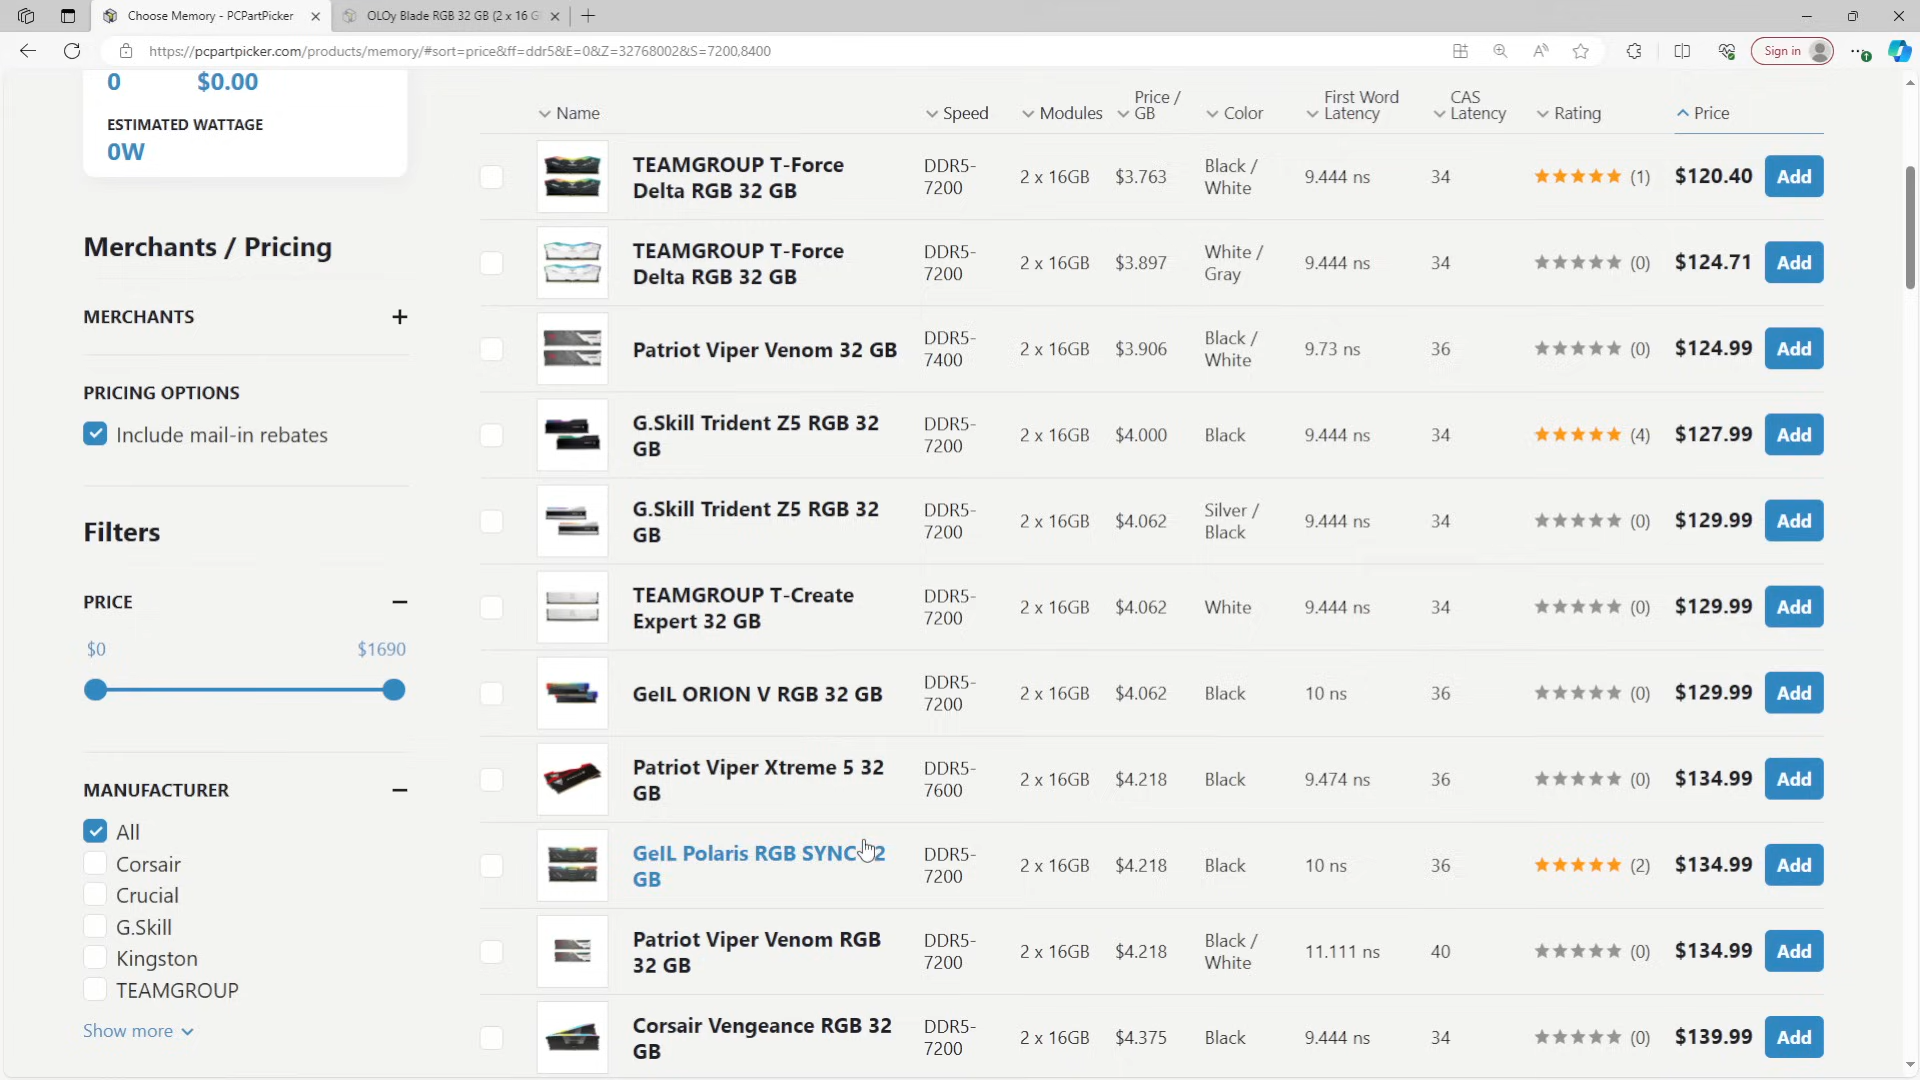 Choose Memory - PCPartPicker
OLOy Blade RGB 32 GB (2 x 16 G
https://pcpartpicker.com/products/memory/#sort=price&ff=ddr5&E=0&Z=32768002&S=7200,8400
Sign in
0 $0.00
ESTIMATED WATTAGE
0W
Merchants / Pricing
MERCHANTS
PRICING OPTIONS
Include mail-in rebates
Filters
PRICE
$0 $1690
MANUFACTURER
All
Corsair
Crucial
G.Skill
Kingston
TEAMGROUP
Show more
Name Speed Modules Price / GB Color First Word Latency CAS Latency Rating Price
TEAMGROUP T-Force Delta RGB 32 GB DDR5-7200 2 x 16GB $3.763 Black / White 9.444 ns 34 (1) $120.40 Add
TEAMGROUP T-Force Delta RGB 32 GB DDR5-7200 2 x 16GB $3.897 White / Gray 9.444 ns 34 (0) $124.71 Add
Patriot Viper Venom 32 GB DDR5-7400 2 x 16GB $3.906 Black / White 9.73 ns 36 (0) $124.99 Add
G.Skill Trident Z5 RGB 32 GB DDR5-7200 2 x 16GB $4.000 Black 9.444 ns 34 (4) $127.99 Add
G.Skill Trident Z5 RGB 32 GB DDR5-7200 2 x 16GB $4.062 Silver / Black 9.444 ns 34 (0) $129.99 Add
TEAMGROUP T-Create Expert 32 GB DDR5-7200 2 x 16GB $4.062 White 9.444 ns 34 (0) $129.99 Add
GeIL ORION V RGB 32 GB DDR5-7200 2 x 16GB $4.062 Black 10 ns 36 (0) $129.99 Add
Patriot Viper Xtreme 5 32 GB DDR5-7600 2 x 16GB $4.218 Black 9.474 ns 36 (0) $134.99 Add
GeIL Polaris RGB SYNC 2 GB DDR5-7200 2 x 16GB $4.218 Black 10 ns 36 (2) $134.99 Add
Patriot Viper Venom RGB 32 GB DDR5-7200 2 x 16GB $4.218 Black / White 11.111 ns 40 (0) $134.99 Add
Corsair Vengeance RGB 32 GB DDR5-7200 2 x 16GB $4.375 Black 9.444 ns 34 (0) $139.99 Add